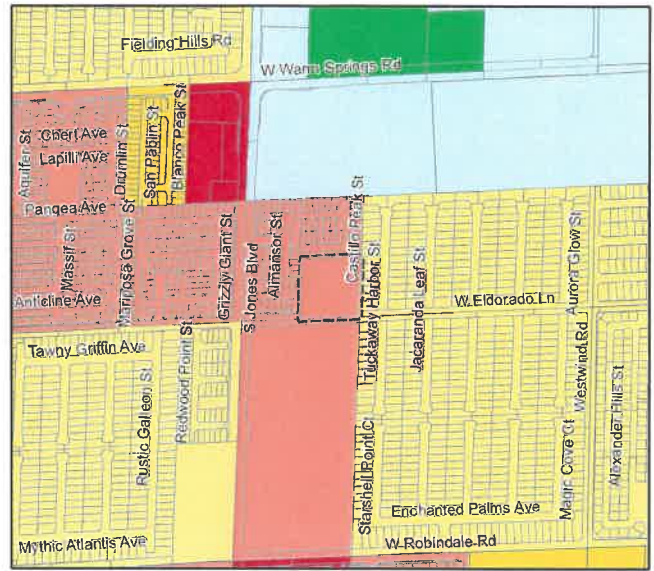 Fielding Hills Rd
W Warm Springs Rd
Aquifer St
Chert Ave
Lapilli Ave
Drumlin St
San Pablin St
Blanco Peak St
Pangea Ave
Massif St
Mariposa Grove St
Grizzly Giant St
S Jones Blvd
Almansor St
Castillo Peak St
Tuckaway Harbor St
Jacaranda Leaf St
Aurora Glow St
Anticline Ave
W Eldorado Ln
Tawny Griffin Ave
Redwood Point St
Rustic Galleon St
Westwind Rd
Alexander Hills St
Starshell Point Ct
Magic Cove Ct
Enchanted Palms Ave
Mythic Atlantis Ave
W Robindale Rd